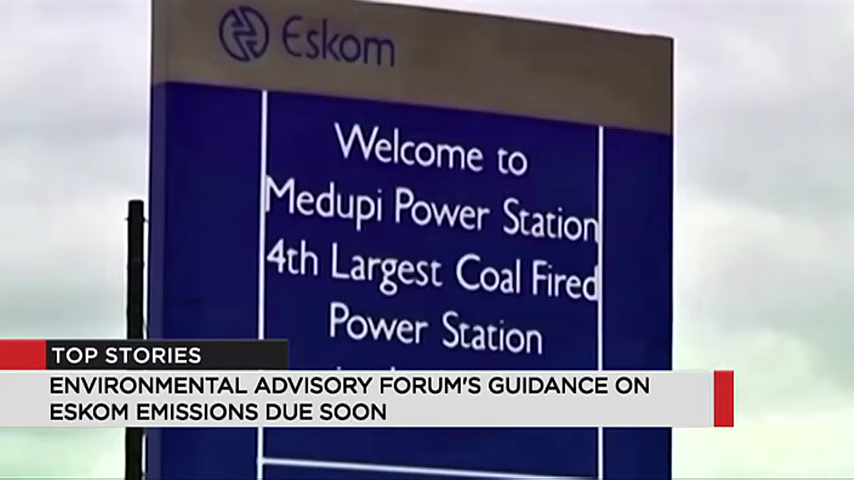 Eskom
Welcome to
Medupi Power Station
4th Largest Coal Fired
Power Station
TOP STORIES
ENVIRONMENTAL ADVISORY FORUM'S GUIDANCE ON
ESKOM EMISSIONS DUE SOON